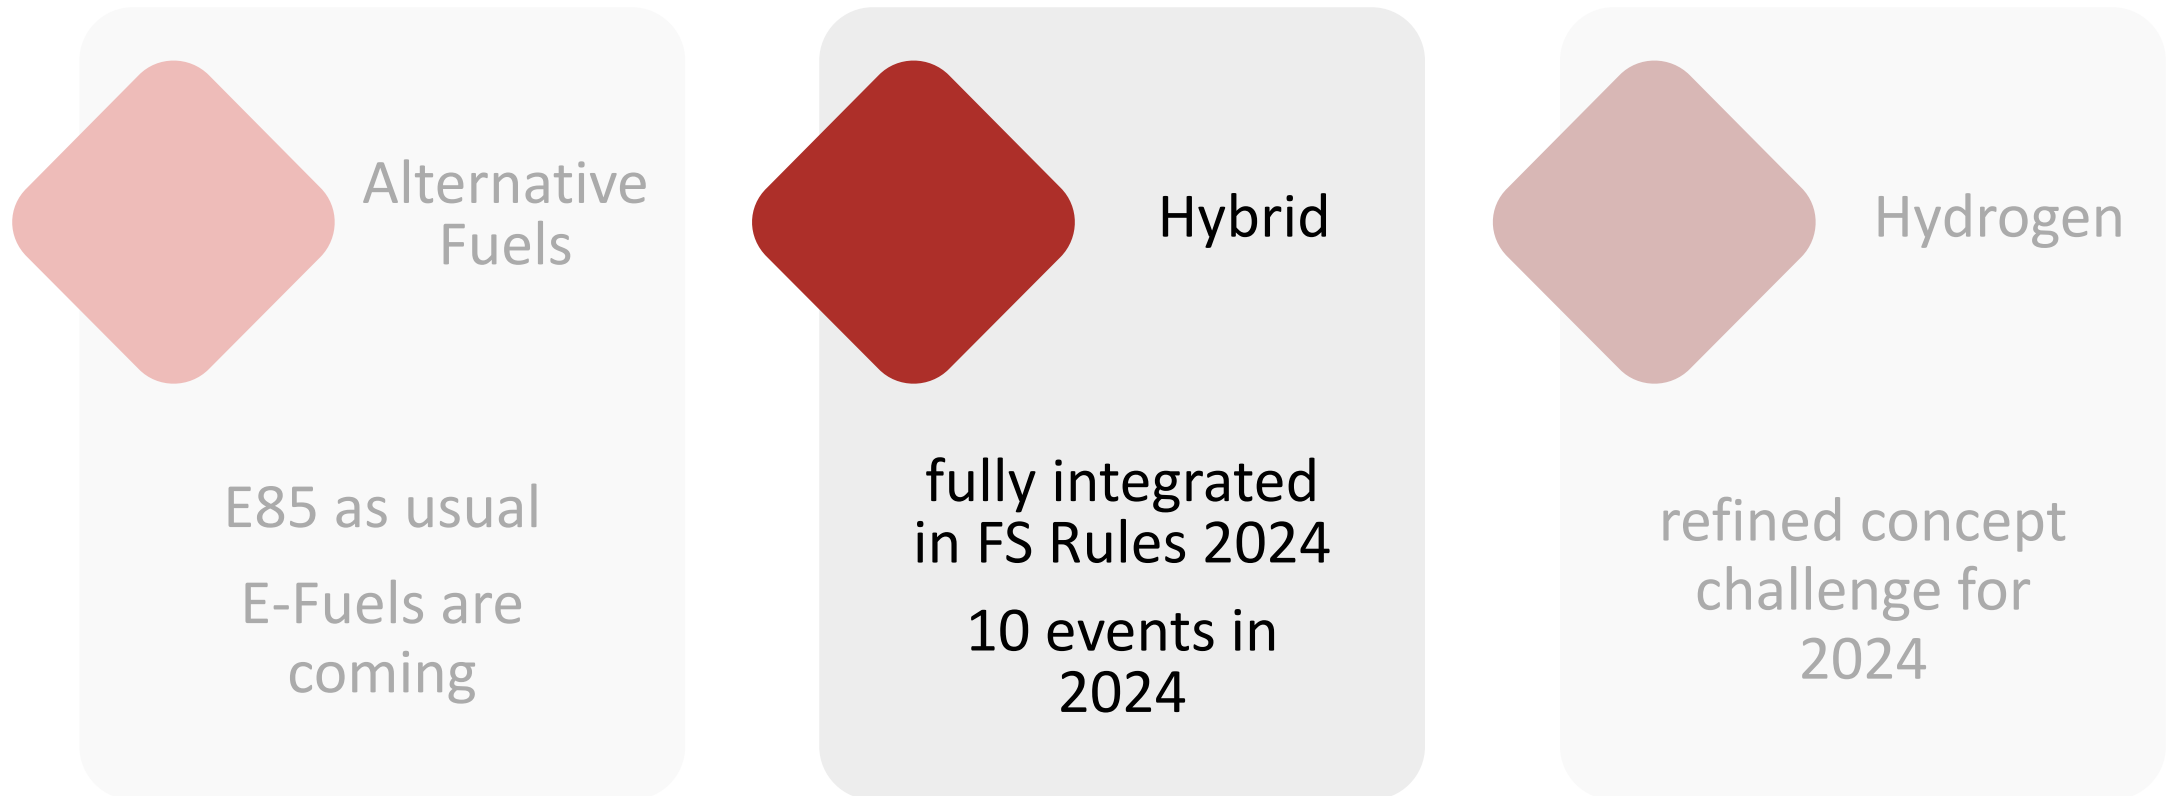 Alternative
Fuels
E85 as usual
E-Fuels are
coming
Hybrid
fully integrated
in FS Rules 2024
10 events in
2024
Hydrogen
refined concept
challenge for
2024